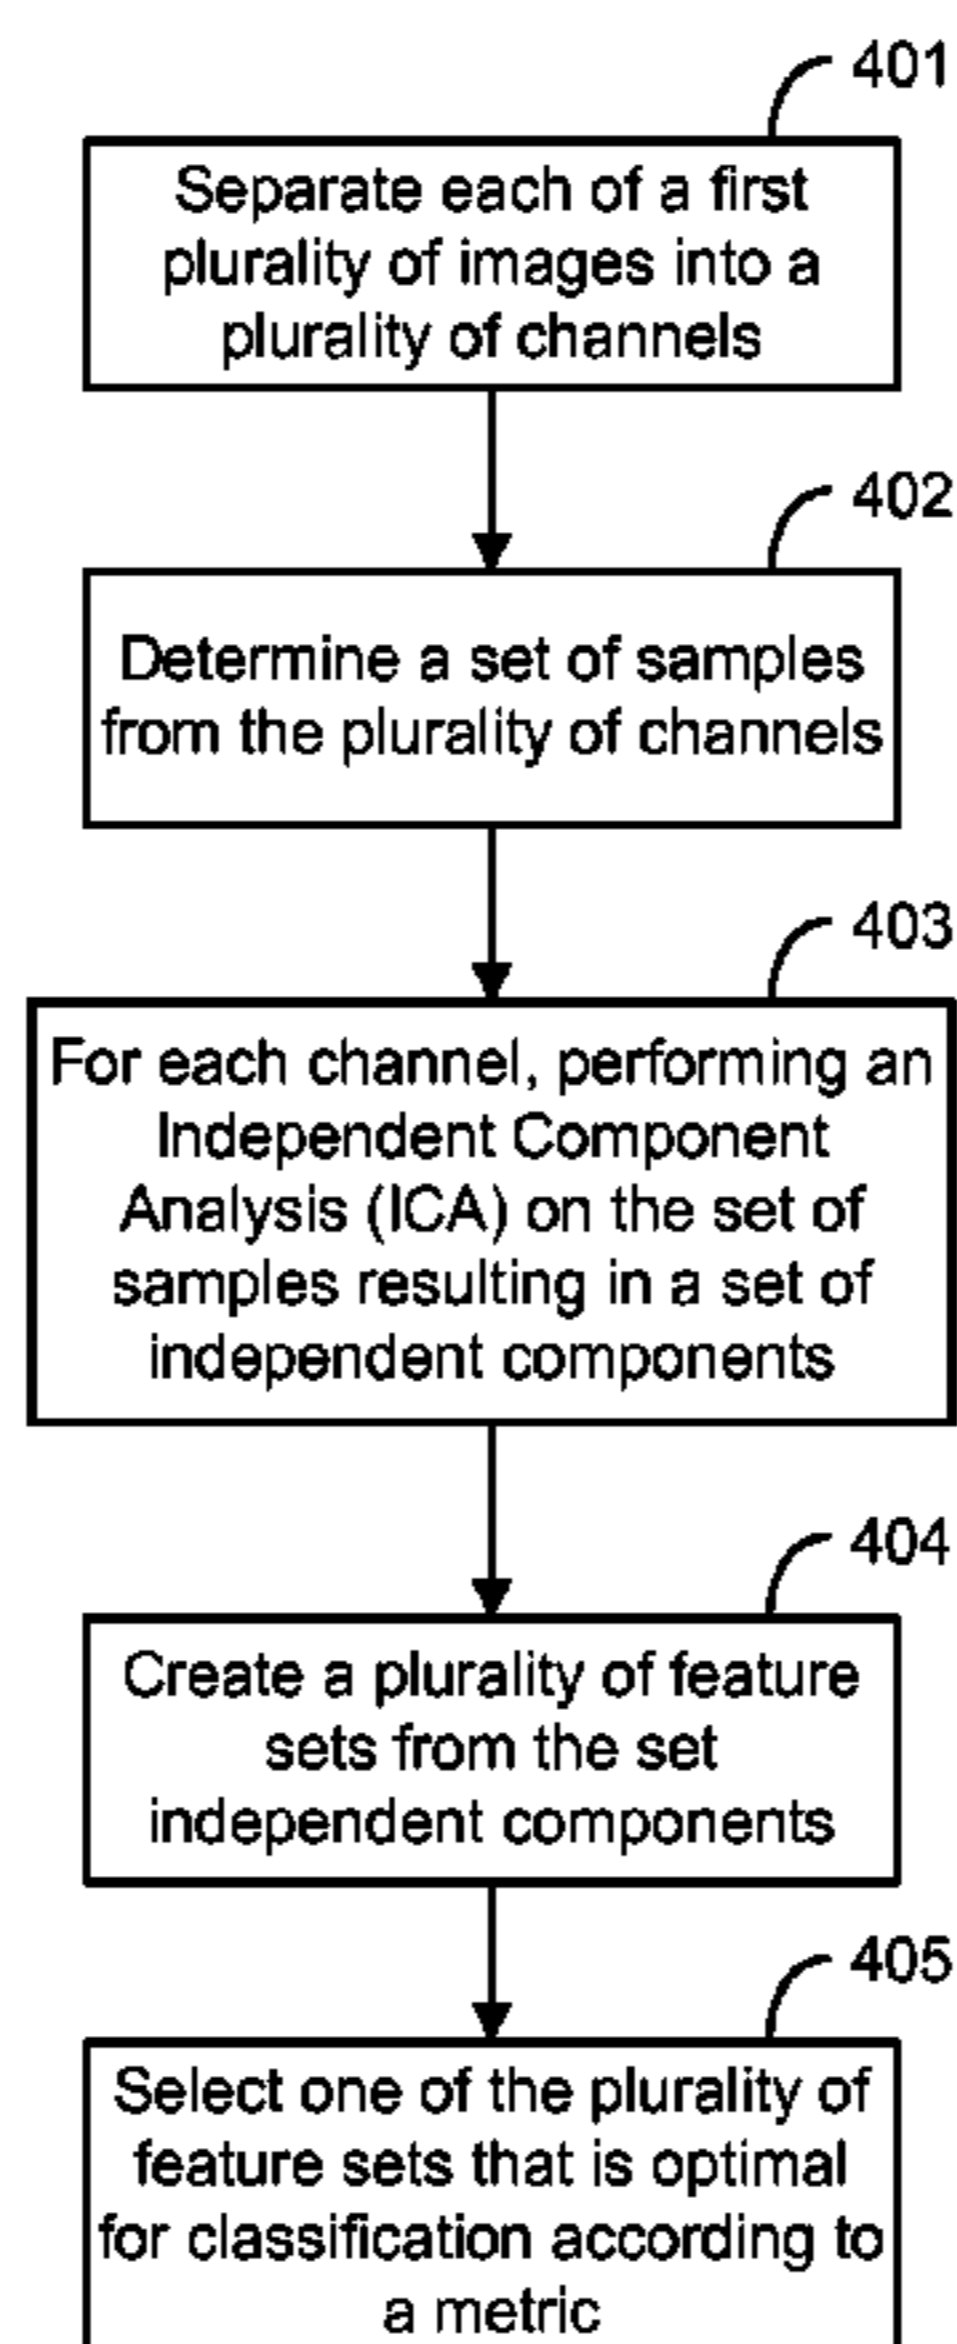 401
Separate each of a first
plurality of images into a
plurality of channels
402
Determine a set of samples
from the plurality of channels
403
For each channel, performing an
Independent Component
Analysis (ICA) on the set of
samples resulting in a set of
independent components
404
Create a plurality of feature
sets from the set
independent components
405
Select one of the plurality of
feature sets that is optimal
for classification according to
a metric